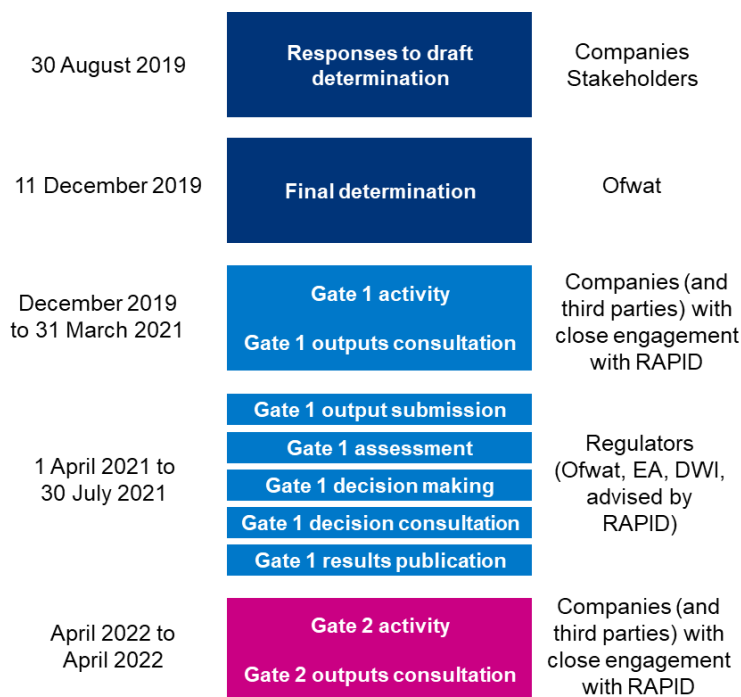 30 August 2019
Responses to draft
determination
Companies
Stakeholders
11 December 2019
Final determination
Ofwat
December 2019
to 31 March 2021
Gate 1 activity
Gate 1 outputs consultation
Companies (and
third parties) with
close engagement
with RAPID
1 April 2021 to
30 July 2021
Gate 1 output submission
Gate 1 assessment
Gate 1 decision making
Gate 1 decision consultation
Gate 1 results publication
Regulators
(Ofwat, EA, DWI,
advised by
RAPID)
April 2022 to
April 2022
Gate 2 activity
Gate 2 outputs consultation
Companies (and
third parties) with
close engagement
with RAPID